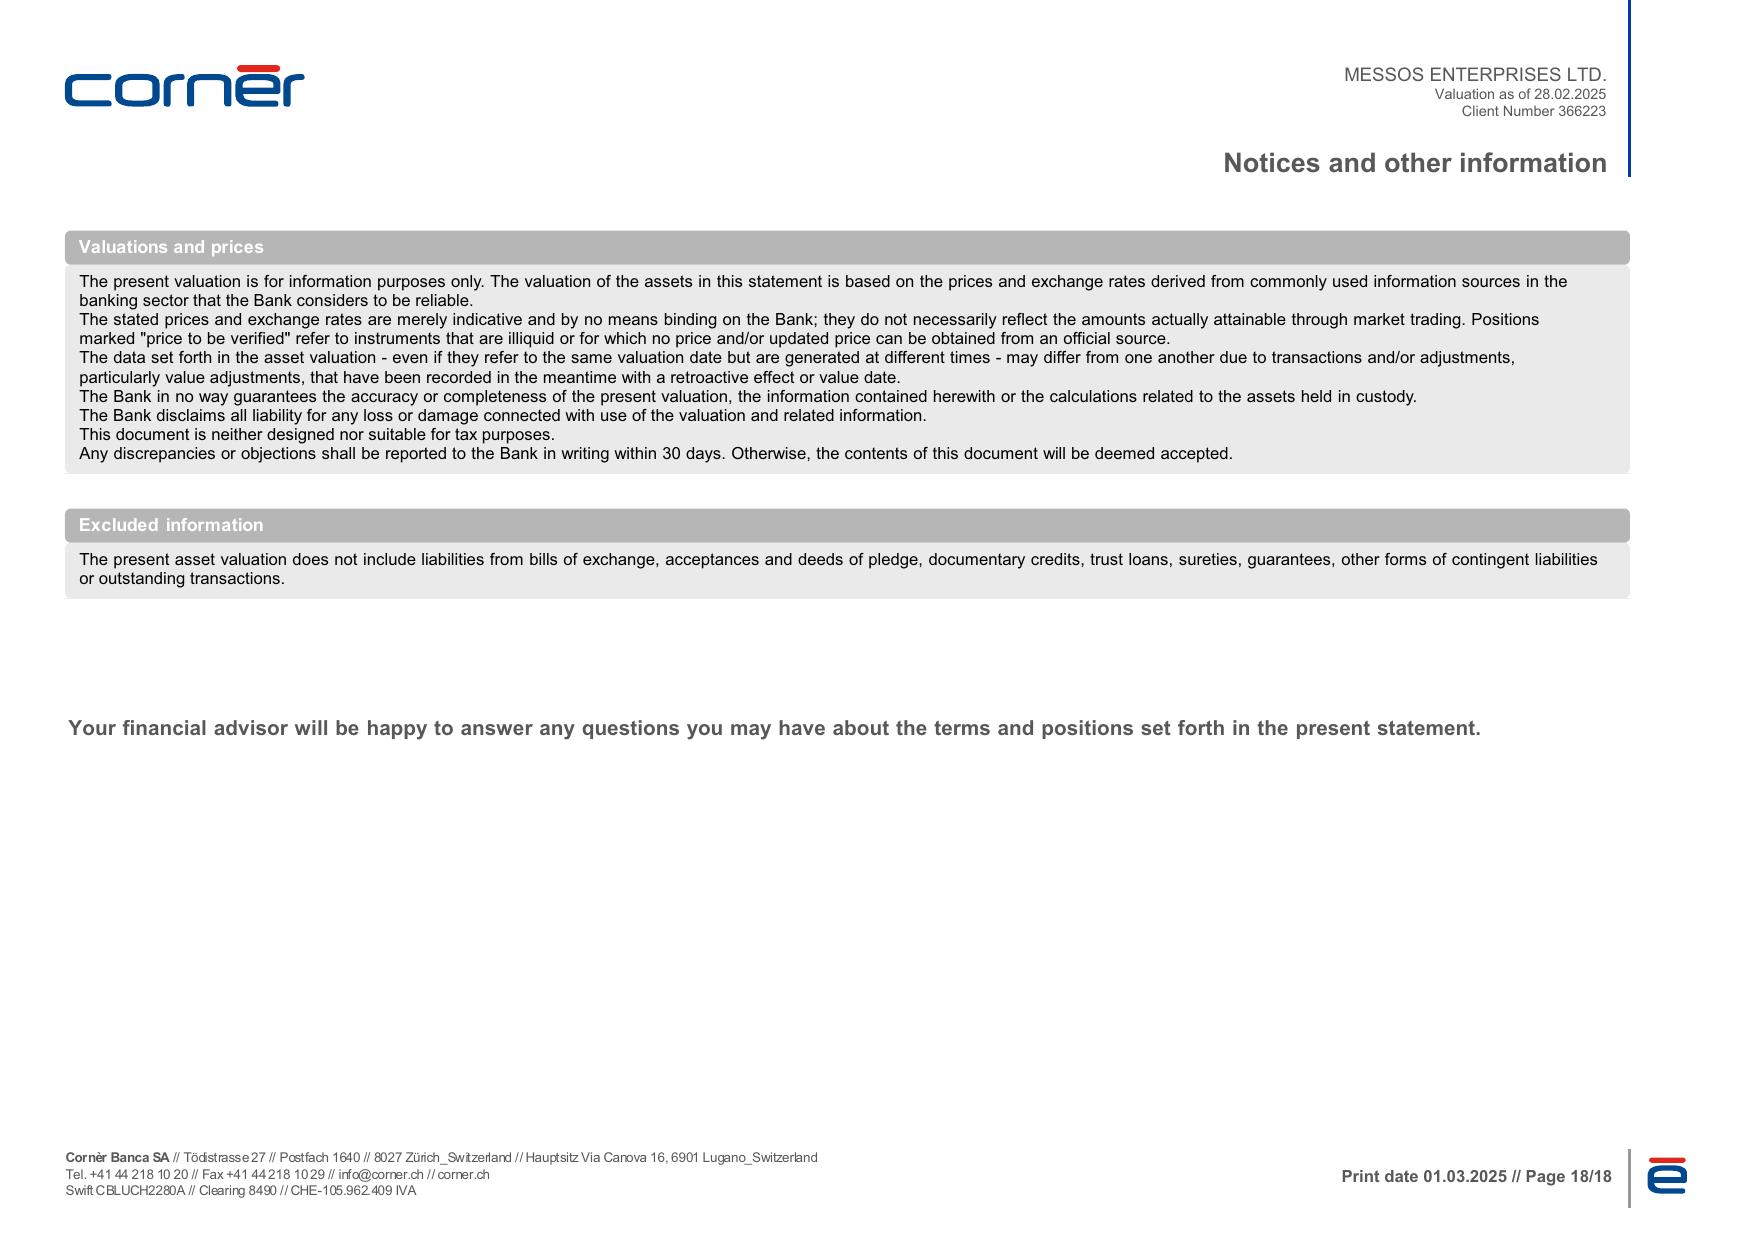 cornèr
MESSOS ENTERPRISES LTD.
Valuation as of 28.02.2025
Client Number 366223
Notices and other information
Valuations and prices
The present valuation is for information purposes only. The valuation of the assets in this statement is based on the prices and exchange rates derived from commonly used information sources in the
banking sector that the Bank considers to be reliable.
The stated prices and exchange rates are merely indicative and by no means binding on the Bank; they do not necessarily reflect the amounts actually attainable through market trading. Positions
marked "price to be verified" refer to instruments that are illiquid or for which no price and/or updated price can be obtained from an official source.
The data set forth in the asset valuation - even if they refer to the same valuation date but are generated at different times - may differ from one another due to transactions and/or adjustments,
particularly value adjustments, that have been recorded in the meantime with a retroactive effect or value date.
The Bank in no way guarantees the accuracy or completeness of the present valuation, the information contained herewith or the calculations related to the assets held in custody.
The Bank disclaims all liability for any loss or damage connected with use of the valuation and related information.
This document is neither designed nor suitable for tax purposes.
Any discrepancies or objections shall be reported to the Bank in writing within 30 days. Otherwise, the contents of this document will be deemed accepted.
Excluded information
The present asset valuation does not include liabilities from bills of exchange, acceptances and deeds of pledge, documentary credits, trust loans, sureties, guarantees, other forms of contingent liabilities
or outstanding transactions.
Your financial advisor will be happy to answer any questions you may have about the terms and positions set forth in the present statement.
Cornèr Banca SA // Tödistrasse 27 // Postfach 1640 // 8027 Zürich_Switzerland // Hauptsitz Via Canova 16, 6901 Lugano_Switzerland
Tel. +41 44 218 10 20 // Fax +41 44 218 10 29 // info@corner.ch // corner.ch
Swift CBLUCH2280A // Clearing 8490 // CHE-105.962.409 IVA
Print date 01.03.2025 // Page 18/18